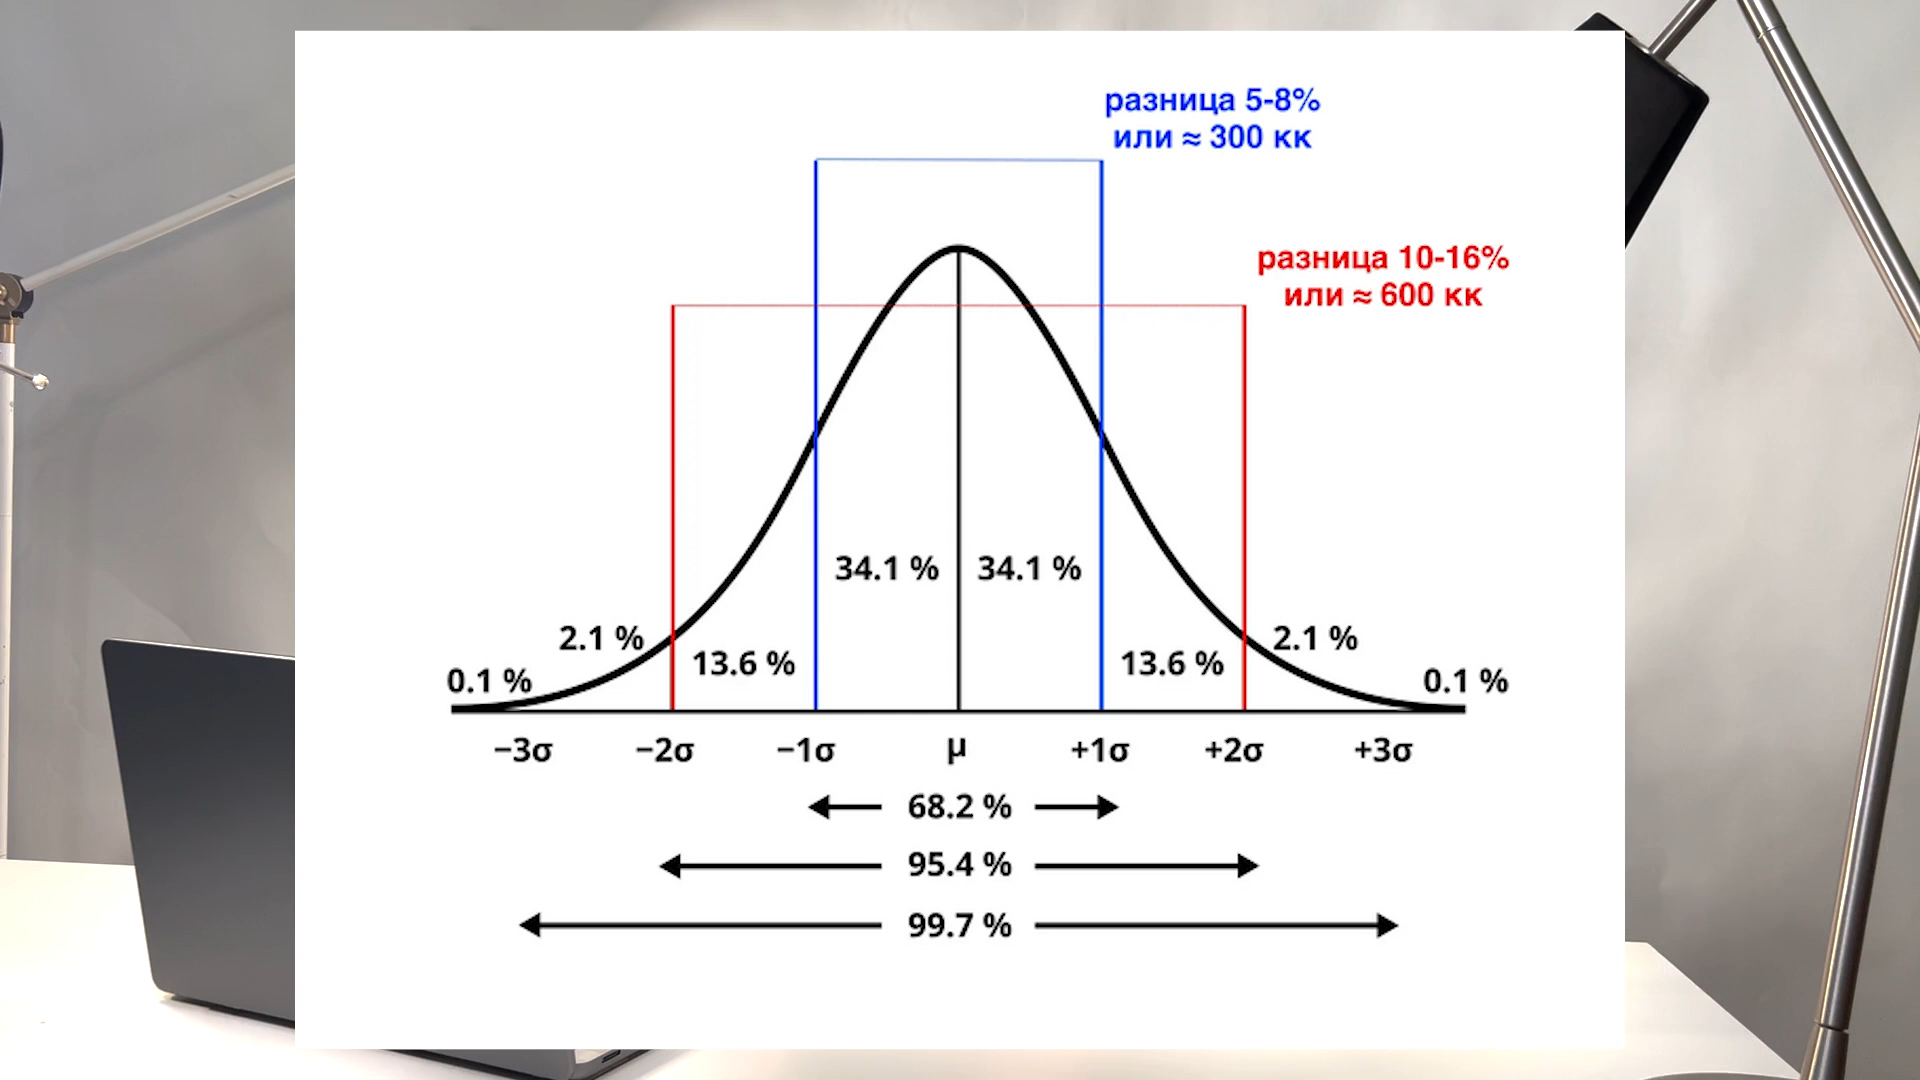 разница 5-8%
или ≈ 300 кк
разница 10-16%
или ≈ 600 кк
34.1 % 34.1 %
2.1 % 2.1 %
13.6 % 13.6 %
0.1 % 0.1 %
−3σ −2σ −1σ μ +1σ +2σ +3σ
68.2 %
95.4 %
99.7 %